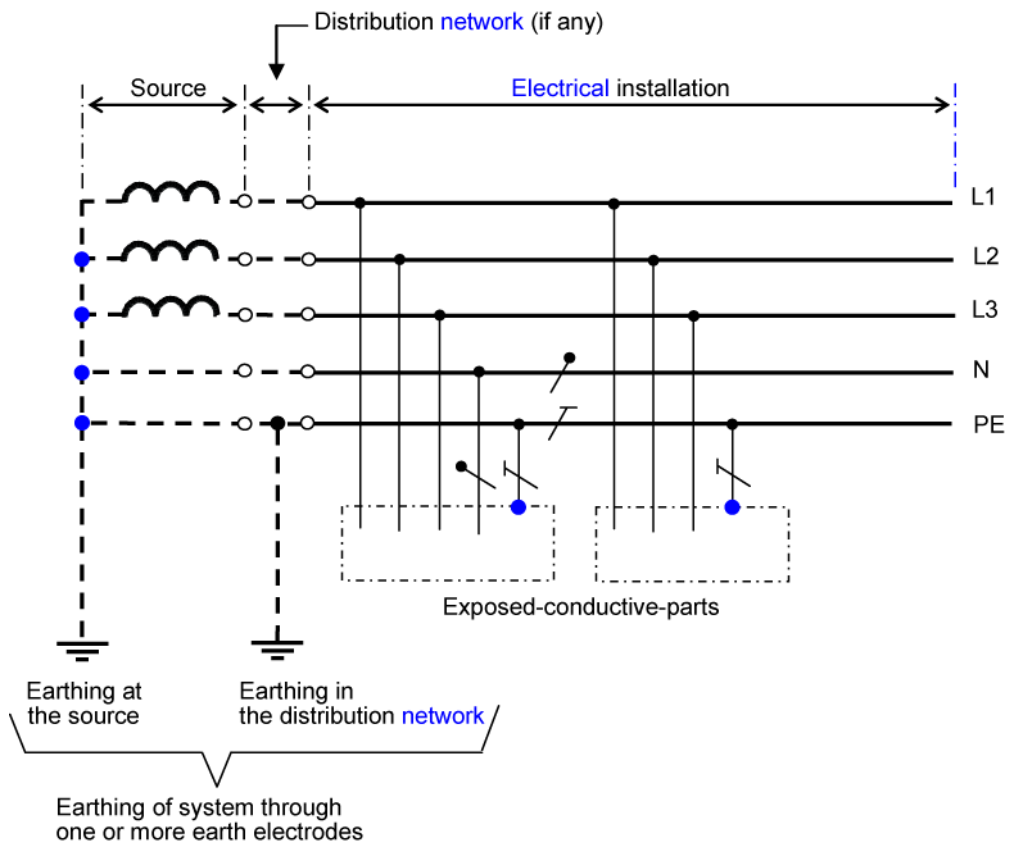 Distribution network (if any)
Source
Electrical installation
L1
L2
L3
N
PE
Exposed-conductive-parts
Earthing at
the source
Earthing in
the distribution network
Earthing of system through
one or more earth electrodes